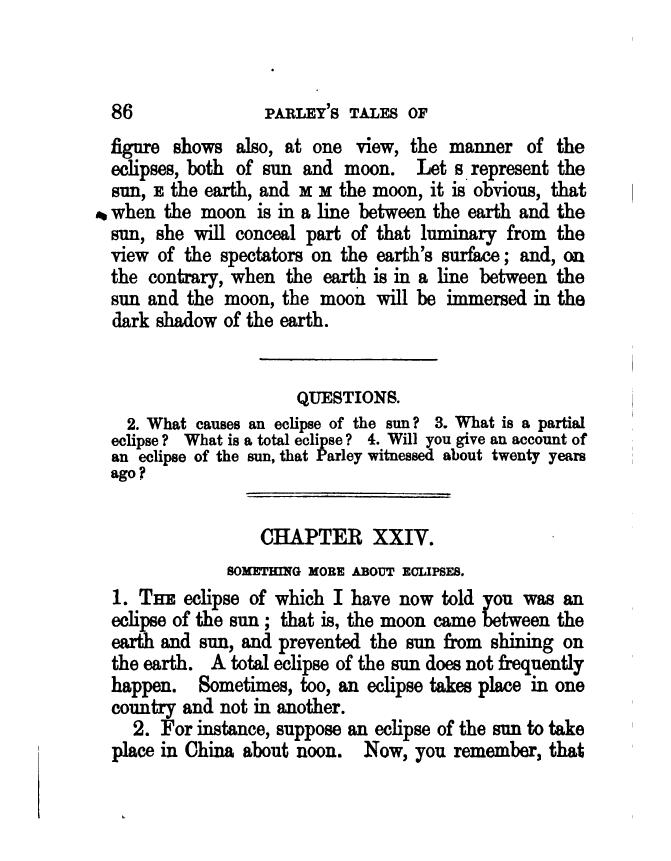 86 PARLEY'S TALES OF
figure shows also, at one view, the manner of the
eclipses, both of sun and moon. Let S represent the
sun, E the earth, and M M the moon, it is obvious, that
when the moon is in a line between the earth and the
sun, she will conceal part of that luminary from the
view of the spectators on the earth's surface; and, on
the contrary, when the earth is in a line between the
sun and the moon, the moon will be immersed in the
dark shadow of the earth.
QUESTIONS.
2. What causes an eclipse of the sun? 3. What is a partial
eclipse? What is a total eclipse? 4. Will you give an account of
an eclipse of the sun, that Parley witnessed about twenty years
ago?
CHAPTER XXIV.
SOMETHING MORE ABOUT ECLIPSES.
1. THE eclipse of which I have now told you was an
eclipse of the sun; that is, the moon came between the
earth and sun, and prevented the sun from shining on
the earth. A total eclipse of the sun does not frequently
happen. Sometimes, too, an eclipse takes place in one
country and not in another.
2. For instance, suppose an eclipse of the sun to take
place in China about noon. Now, you remember, that